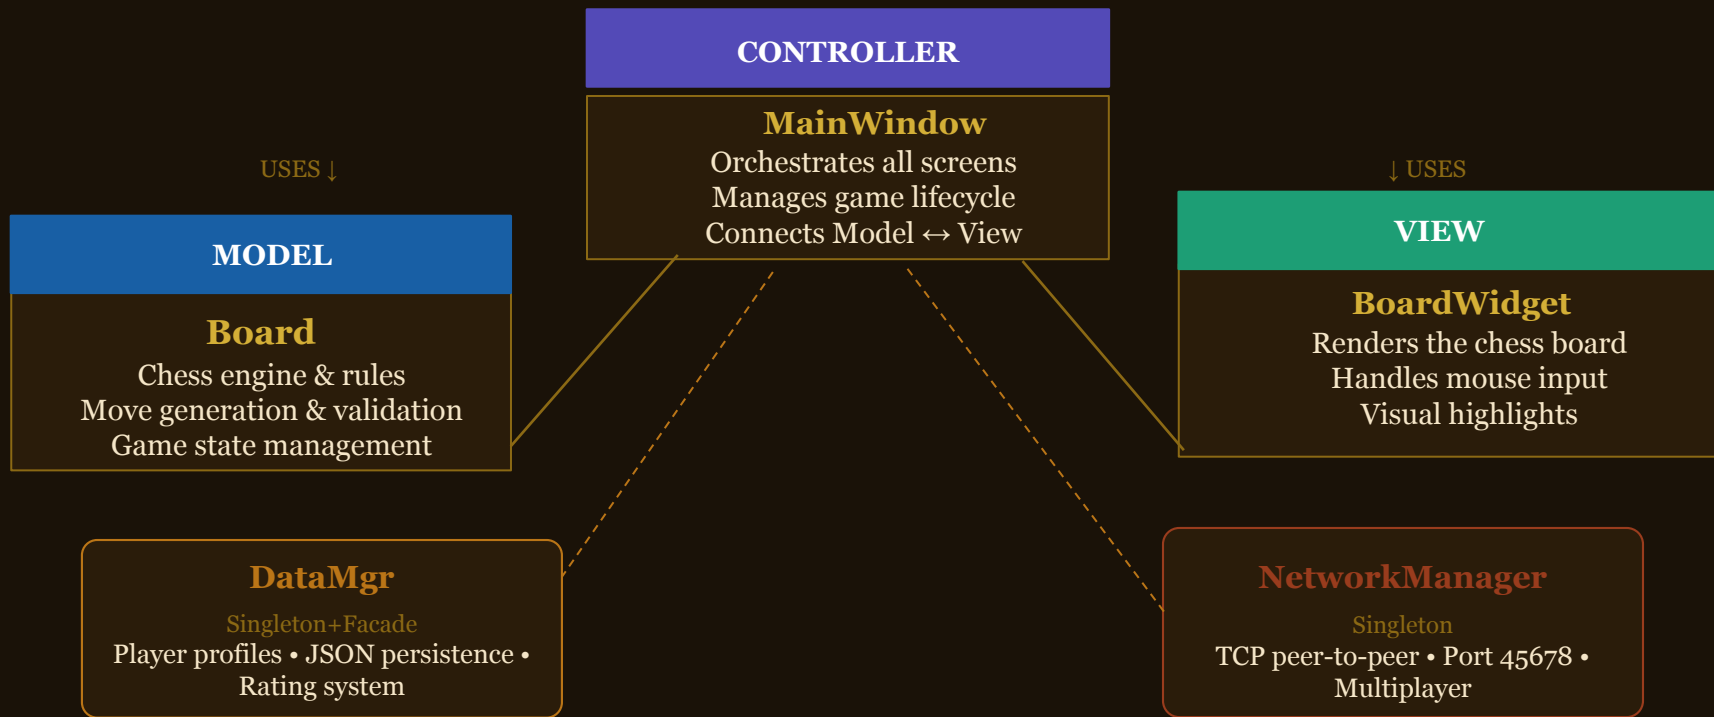 CONTROLLER
MainWindow
Orchestrates all screens
Manages game lifecycle
Connects Model ↔ View
USES ↓
MODEL
Board
Chess engine & rules
Move generation & validation
Game state management
↓ USES
VIEW
BoardWidget
Renders the chess board
Handles mouse input
Visual highlights
DataMgr
Singleton+Facade
Player profiles • JSON persistence •
Rating system
NetworkManager
Singleton
TCP peer-to-peer • Port 45678 •
Multiplayer